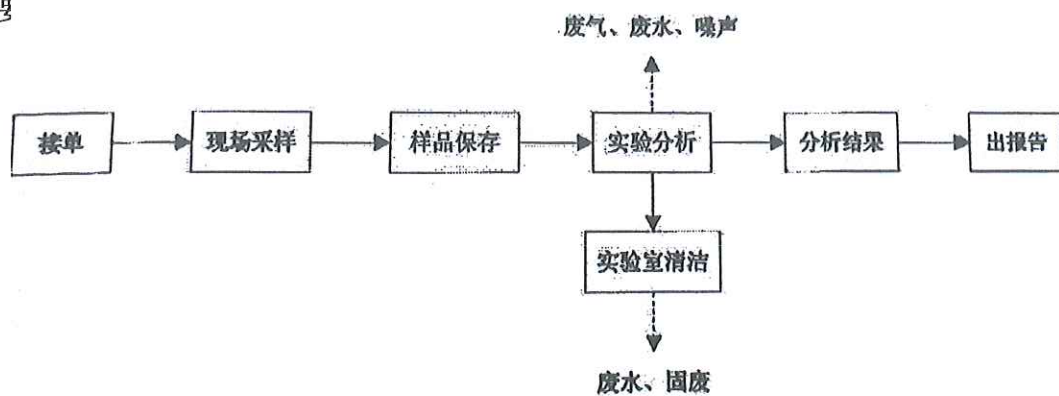 废气、废水、噪声
接单 现场采样 样品保存 实验分析 分析结果 出报告
实验室清洁
废水、固废